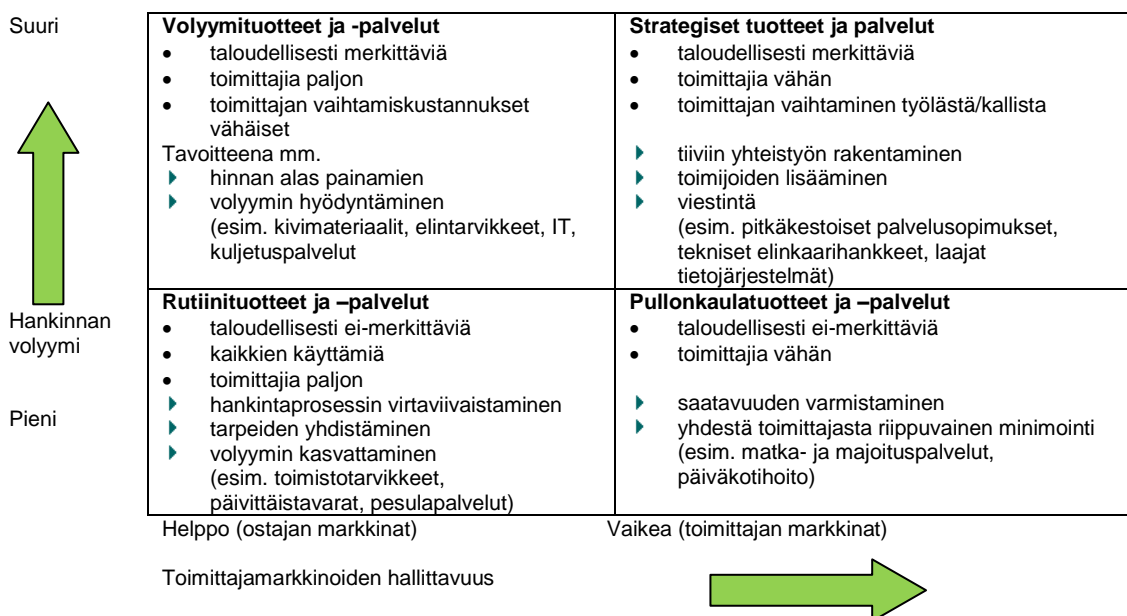 Suuri
Volyymituotteet ja -palvelut
taloudellisesti merkittäviä
toimittajia paljon
toimittajan vaihtamiskustannukset
vähäiset
Tavoitteena mm.
hinnan alas painamien
volyymin hyödyntäminen
(esim. kivimateriaalit, elintarvikkeet, IT,
kuljetuspalvelut
Strategiset tuotteet ja palvelut
taloudellisesti merkittäviä
toimittajia vähän
toimittajan vaihtaminen työlästä/kallista
tiiviin yhteistyön rakentaminen
toimijoiden lisääminen
viestintä
(esim. pitkäkestoiset palvelusopimukset,
tekniset elinkaarihankkeet, laajat
tietojärjestelmät)
Hankinnan
volyymi
Pieni
Rutiinituotteet ja –palvelut
taloudellisesti ei-merkittäviä
kaikkien käyttämiä
toimittajia paljon
hankintaprosessin virtaviivaistaminen
tarpeiden yhdistäminen
volyymin kasvattaminen
(esim. toimistotarvikkeet,
päivittäistavarat, pesulapalvelut)
Pullonkaulatuotteet ja –palvelut
taloudellisesti ei-merkittäviä
toimittajia vähän
saatavuuden varmistaminen
yhdestä toimittajasta riippuvainen minimointi
(esim. matka- ja majoituspalvelut,
päiväkotihoito)
Helppo (ostajan markkinat)
Vaikea (toimittajan markkinat)
Toimittajamarkkinoiden hallittavuus